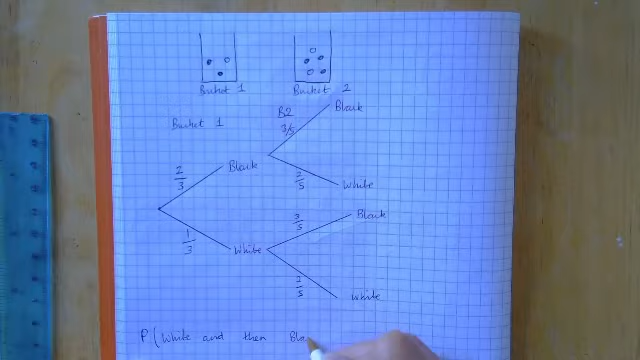 Bucket 1 Bucket 2
Bucket 1
B2
3/5
Black
2/3
Black
2/5
White
3/5
Black
1/3
White
2/5
White
P(White and then Bla